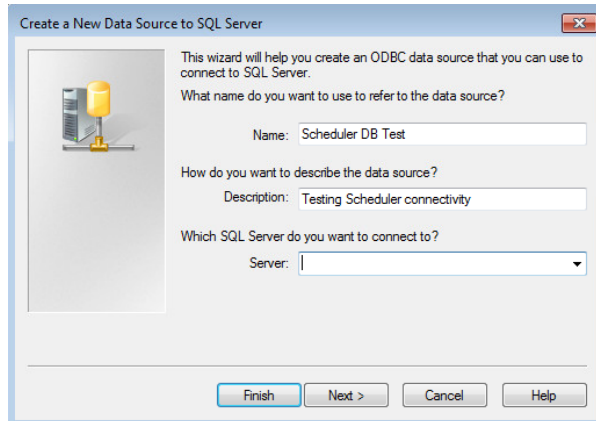 Create a New Data Source to SQL Server
This wizard will help you create an ODBC data source that you can use to
connect to SQL Server.
What name do you want to use to refer to the data source?
Name: Scheduler DB Test
How do you want to describe the data source?
Description: Testing Scheduler connectivity
Which SQL Server do you want to connect to?
Server:
Finish Next > Cancel Help